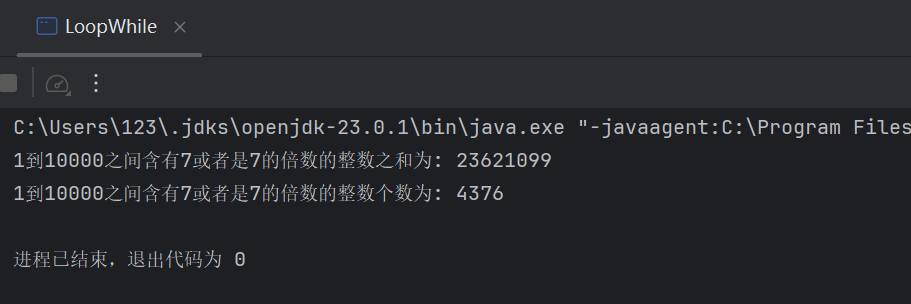 LoopWhile
C:\Users\123\.jdks\openjdk-23.0.1\bin\java.exe "-javaagent:C:\Program Files
1到10000之间含有7或者是7的倍数的整数之和为: 23621099
1到10000之间含有7或者是7的倍数的整数个数为: 4376
进程已结束，退出代码为 0